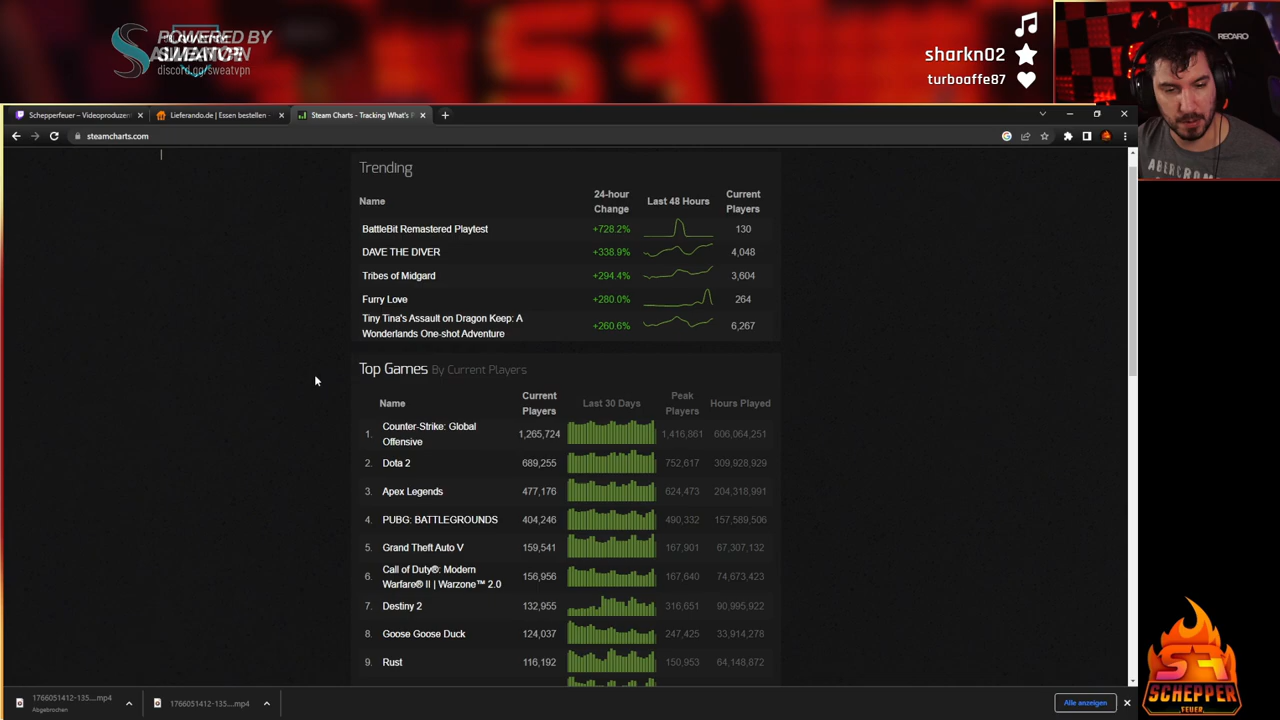 POWERED BY
SWEATVPN
discord.gg/sweatvpn
sharkn02
turboaffe87
RECARO
Schepperfeuer – Videoproduzent
Lieferando.de | Essen bestellen -
Steam Charts - Tracking What's P
steamcharts.com
Trending
Name 24-hour Change Last 48 Hours Current Players
BattleBit Remastered Playtest +728.2% 130
DAVE THE DIVER +338.9% 4,048
Tribes of Midgard +294.4% 3,604
Furry Love +280.0% 264
Tiny Tina's Assault on Dragon Keep: A
Wonderlands One-shot Adventure +260.6% 6,267
Top Games By Current Players
Name Current Players Last 30 Days Peak Players Hours Played
1. Counter-Strike: Global
Offensive 1,265,724 1,416,861 606,064,251
2. Dota 2 689,255 752,617 309,928,929
3. Apex Legends 477,176 624,473 204,318,991
4. PUBG: BATTLEGROUNDS 404,246 490,332 157,589,506
5. Grand Theft Auto V 159,541 167,901 67,307,132
6. Call of Duty®: Modern
Warfare® II | Warzone™ 2.0 156,956 167,640 74,673,423
7. Destiny 2 132,955 316,651 90,995,922
8. Goose Goose Duck 124,037 247,425 33,914,278
9. Rust 116,192 150,953 64,148,872
1766051412-135....mp4
Abgebrochen
1766051412-135....mp4
Alle anzeigen
SF
SCHEPPER
FEUER